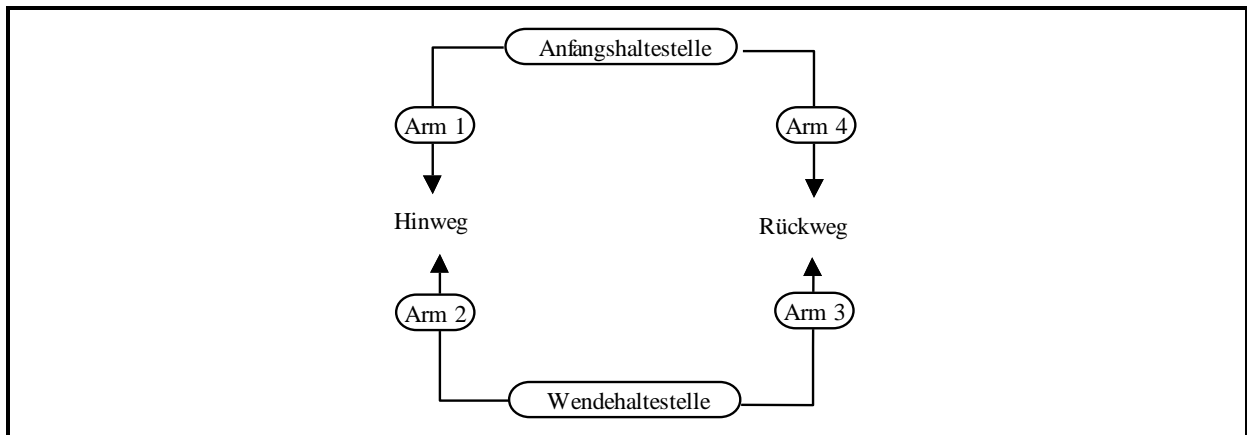 Anfangshaltestelle
Arm 1
Arm 4
Hinweg
Rückweg
Arm 2
Arm 3
Wendehaltestelle